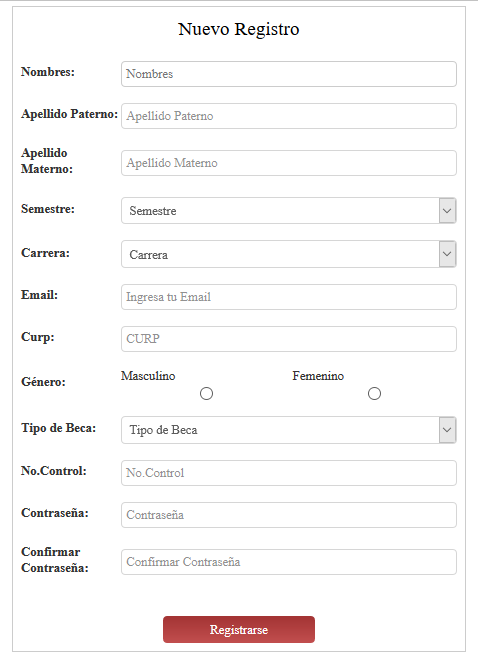 Nuevo Registro
Nombres: Nombres
Apellido Paterno: Apellido Paterno
Apellido
Materno: Apellido Materno
Semestre: Semestre
Carrera: Carrera
Email: Ingresa tu Email
Curp: CURP
Género: Masculino Femenino
Tipo de Beca: Tipo de Beca
No.Control: No.Control
Contraseña: Contraseña
Confirmar
Contraseña: Confirmar Contraseña
Registrarse